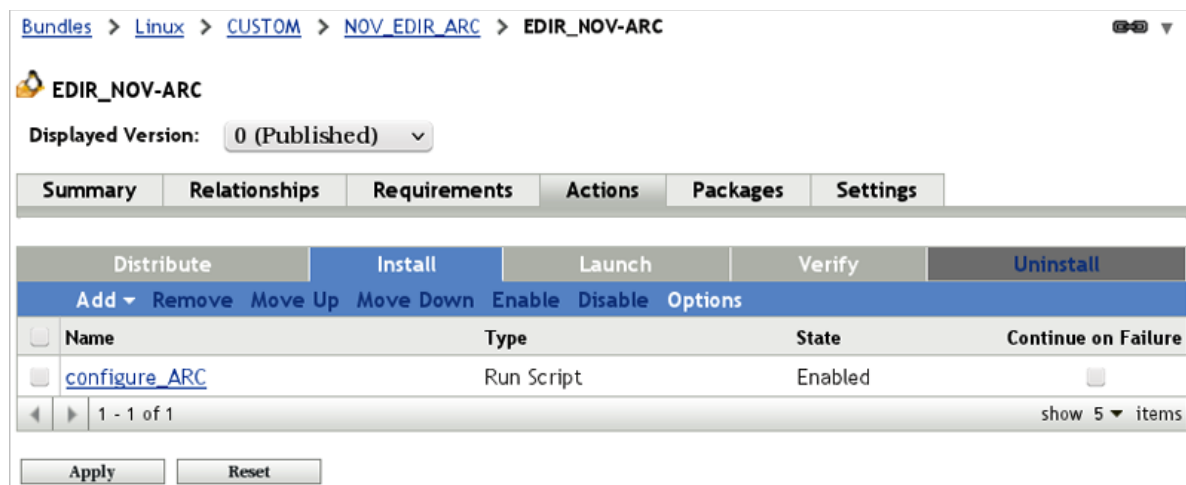 Bundles > Linux > CUSTOM > NOV_EDIR_ARC > EDIR_NOV-ARC
EDIR_NOV-ARC
Displayed Version: 0 (Published)
Summary Relationships Requirements Actions Packages Settings
Distribute Install Launch Verify Uninstall
Add Remove Move Up Move Down Enable Disable Options
Name Type State Continue on Failure
configure_ARC Run Script Enabled
1 - 1 of 1 show 5 items
Apply Reset